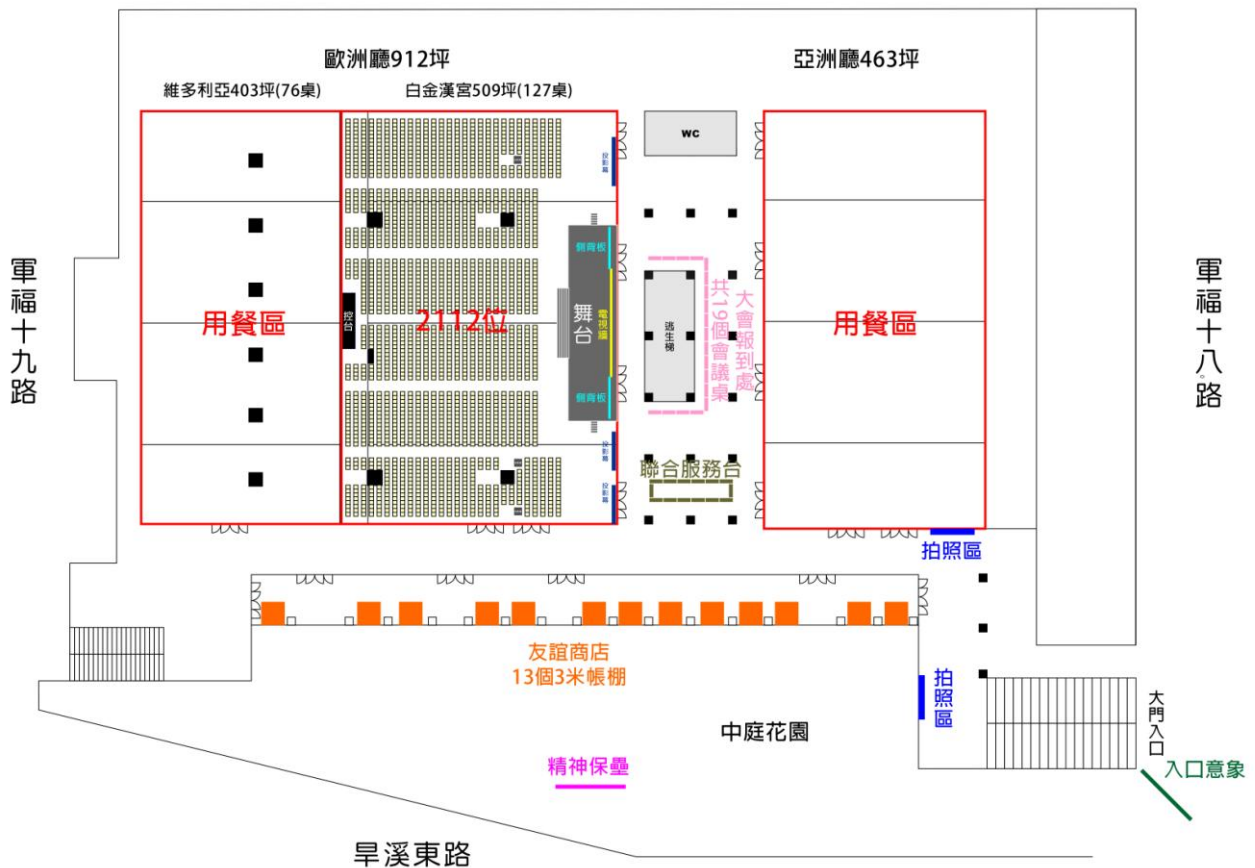 歐洲廳912坪
亞洲廳463坪
維多利亞403坪(76桌)
白金漢宮509坪(127桌)
WC
投影幕
側背板
軍福十九路
用餐區
控台
2112位
舞台
電視牆
逃生梯
大會報到處
共19個會議桌
用餐區
軍福十八路
側背板
投影幕
聯合服務台
投影幕
拍照區
友誼商店
13個3米帳棚
拍照區
大門入口
中庭花園
精神保壘
入口意象
旱溪東路